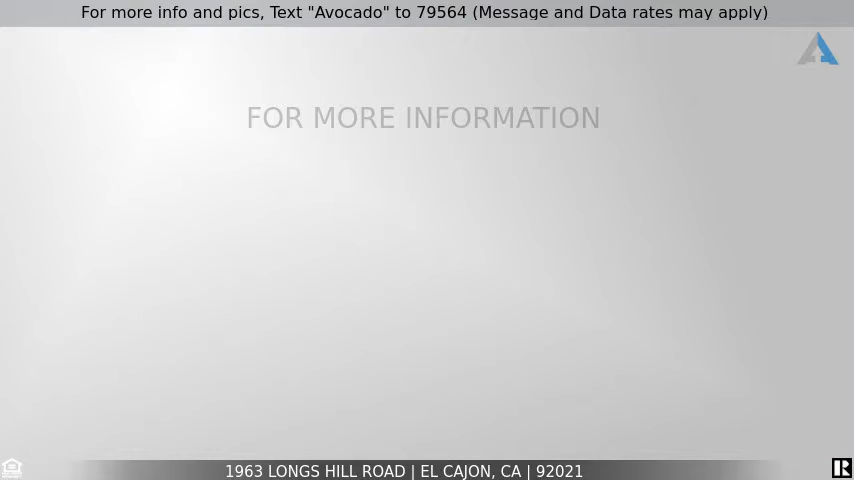 For more info and pics, Text "Avocado" to 79564 (Message and Data rates may apply)
FOR MORE INFORMATION
1963 LONGS HILL ROAD | EL CAJON, CA | 92021